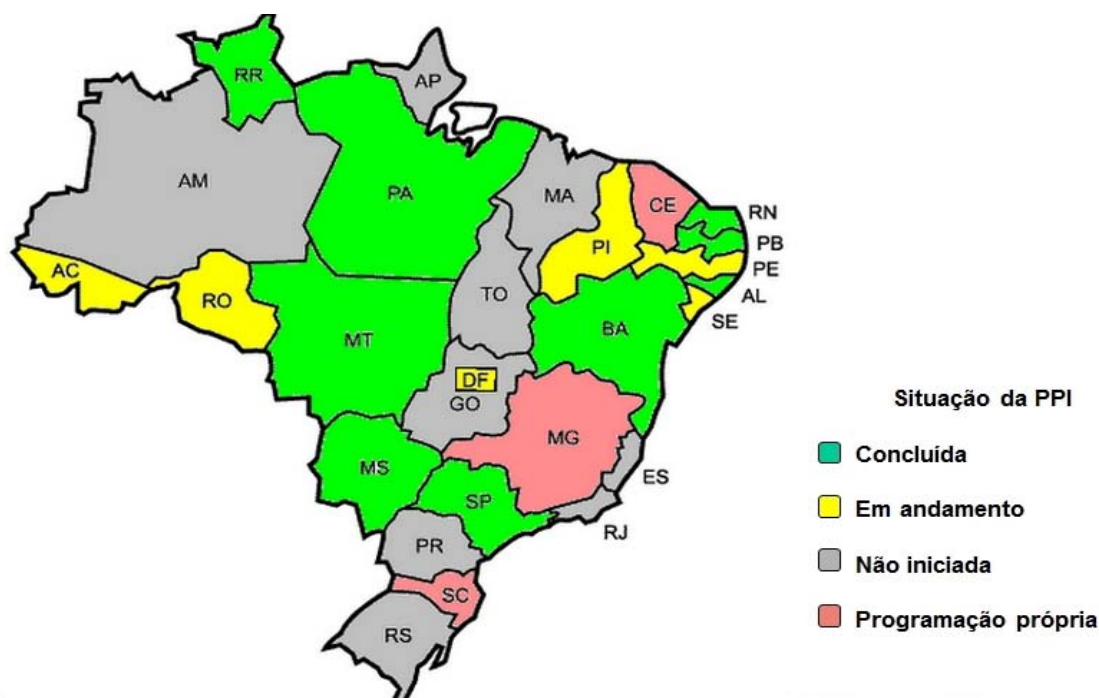 RR
AP
AM
PA
MA
CE
RN
PI
PB
PE
AC
RO
TO
AL
SE
BA
MT
DF
GO
MG
MS
SP
ES
RJ
PR
SC
RS
Situação da PPI
Concluída
Em andamento
Não iniciada
Programação própria